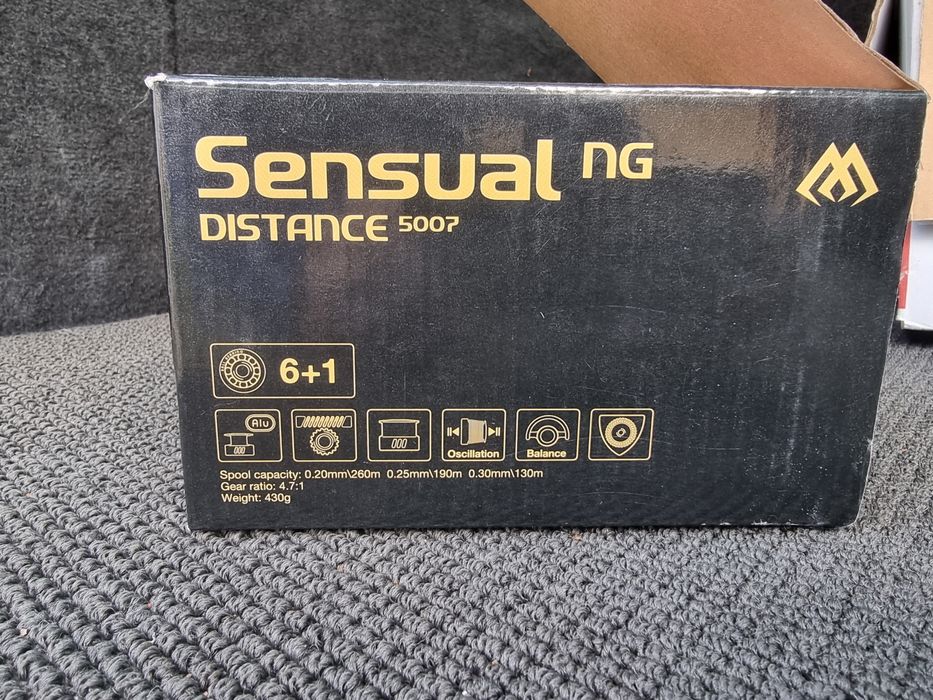 Sensual NG
DISTANCE 5007
6+1
Alu
Oscillation
Balance
Spool capacity: 0.20mm\260m 0.25mm\190m 0.30mm\130m
Gear ratio: 4.7:1
Weight: 430g